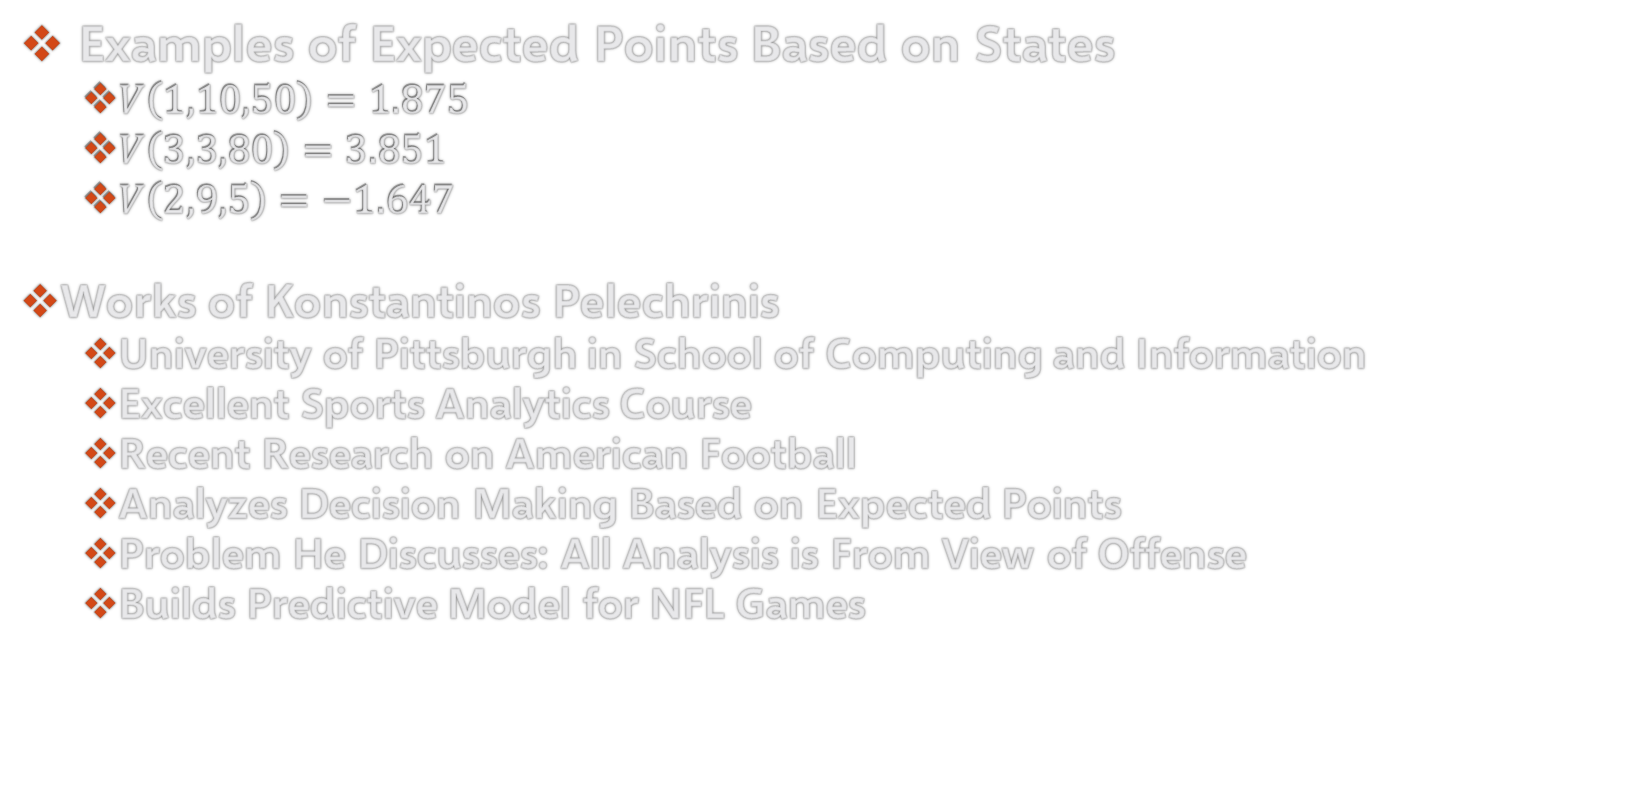 ❖ Examples of Expected Points Based on States
❖V(1,10,50) = 1.875
❖V(3,3,80) = 3.851
❖V(2,9,5) = −1.647
❖Works of Konstantinos Pelechrinis
❖University of Pittsburgh in School of Computing and Information
❖Excellent Sports Analytics Course
❖Recent Research on American Football
❖Analyzes Decision Making Based on Expected Points
❖Problem He Discusses: All Analysis is From View of Offense
❖Builds Predictive Model for NFL Games